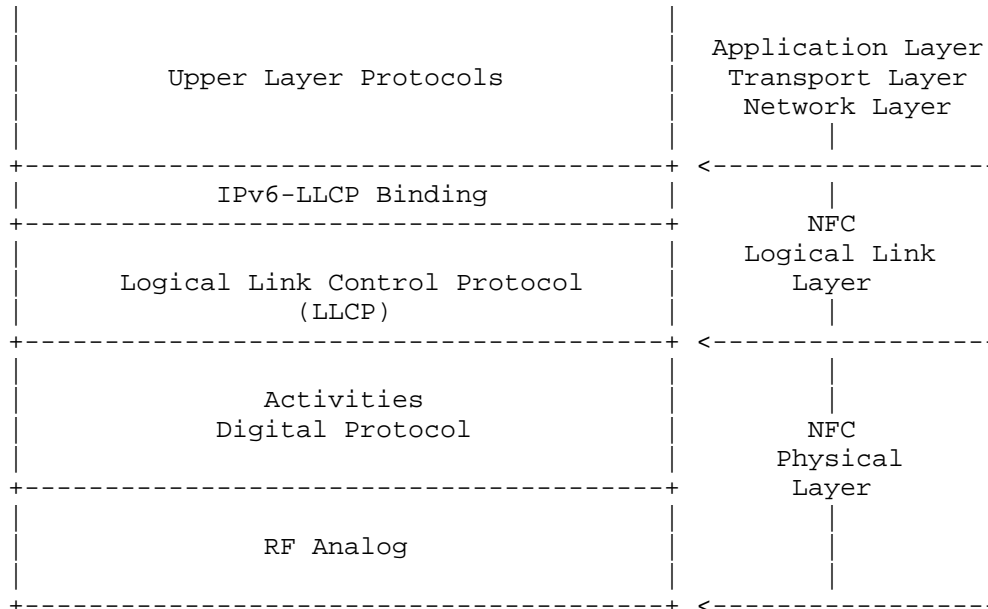 Application Layer
Upper Layer Protocols Transport Layer
Network Layer
IPv6-LLCP Binding
NFC
Logical Link
Logical Link Control Protocol Layer
(LLCP)
Activities
Digital Protocol NFC
Physical
Layer
RF Analog